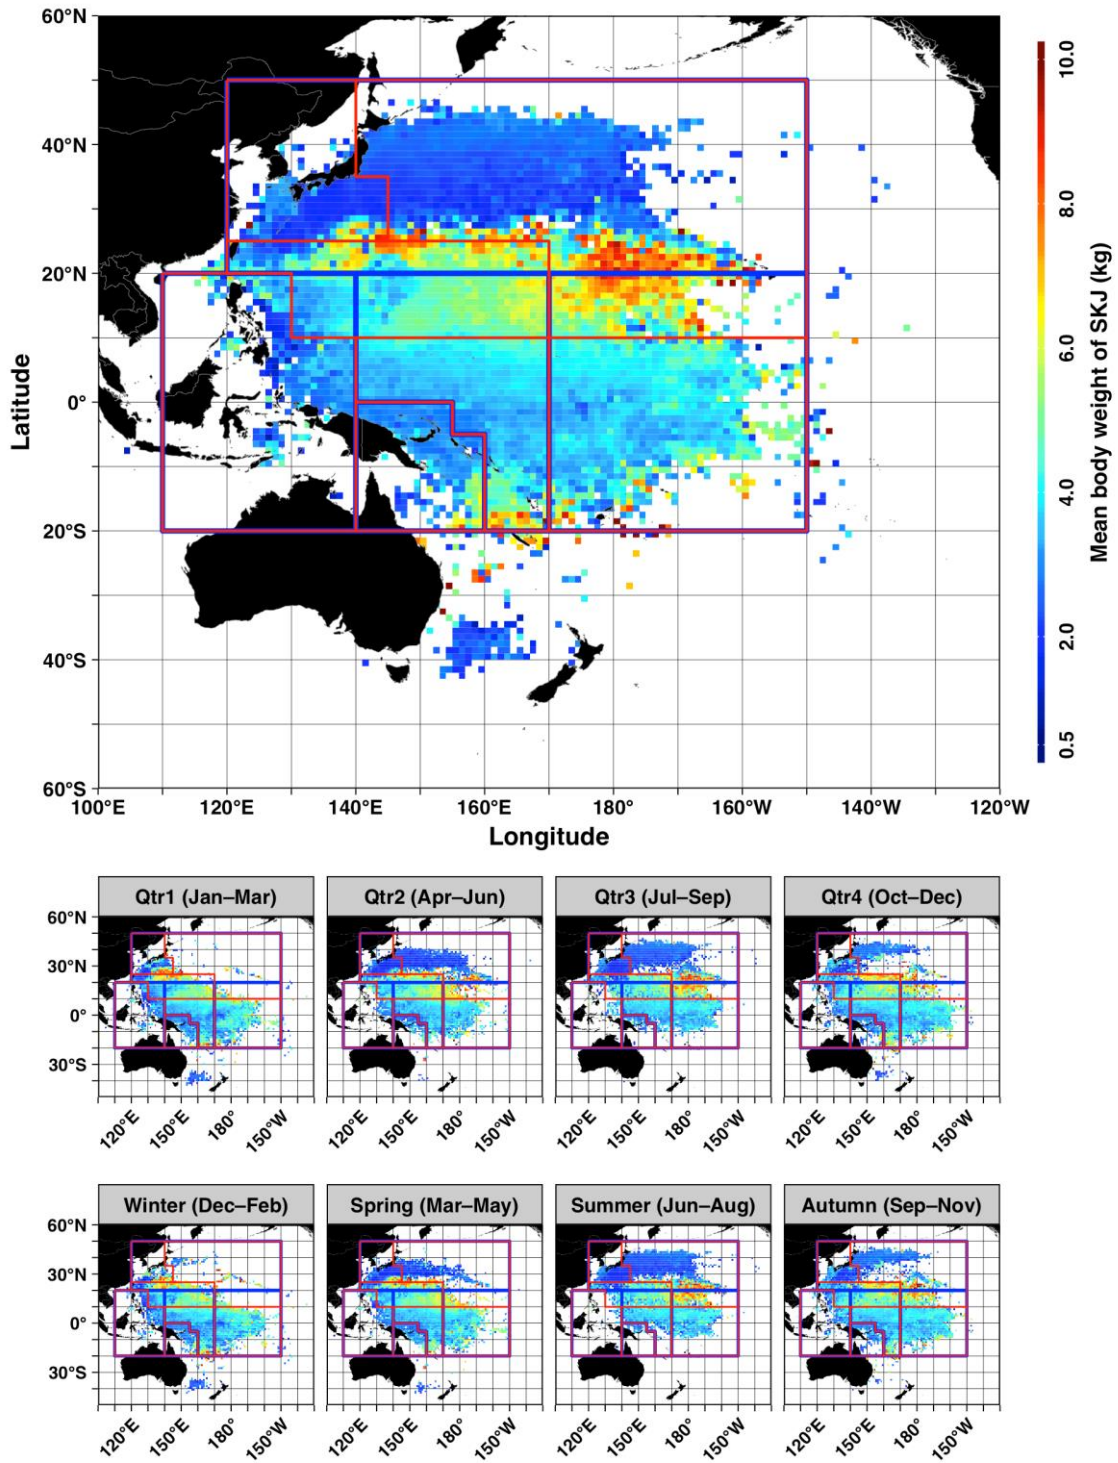 60°N
40°N
20°N
0°
20°S
40°S
60°S
Latitude
100°E 120°E 140°E 160°E 180° 160°W 140°W 120°W
Longitude
10.0
8.0
6.0
4.0
2.0
0.5
Mean body weight of SKJ (kg)
Qtr1 (Jan–Mar) Qtr2 (Apr–Jun) Qtr3 (Jul–Sep) Qtr4 (Oct–Dec)
60°N
30°N
0°
30°S
120°E 150°E 180° 150°W 120°E 150°E 180° 150°W 120°E 150°E 180° 150°W 120°E 150°E 180° 150°W
Winter (Dec–Feb) Spring (Mar–May) Summer (Jun–Aug) Autumn (Sep–Nov)
60°N
30°N
0°
30°S
120°E 150°E 180° 150°W 120°E 150°E 180° 150°W 120°E 150°E 180° 150°W 120°E 150°E 180° 150°W